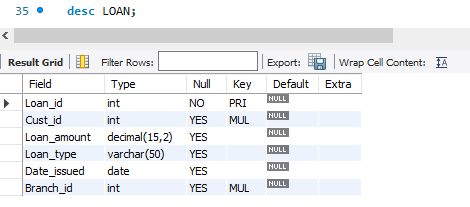 35 desc LOAN;
Result Grid Filter Rows: Export: Wrap Cell Content: IA
Field Type Null Key Default Extra
Loan_id int NO PRI NULL
Cust_id int YES MUL NULL
Loan_amount decimal(15,2) YES NULL
Loan_type varchar(50) YES NULL
Date_issued date YES NULL
Branch_id int YES MUL NULL